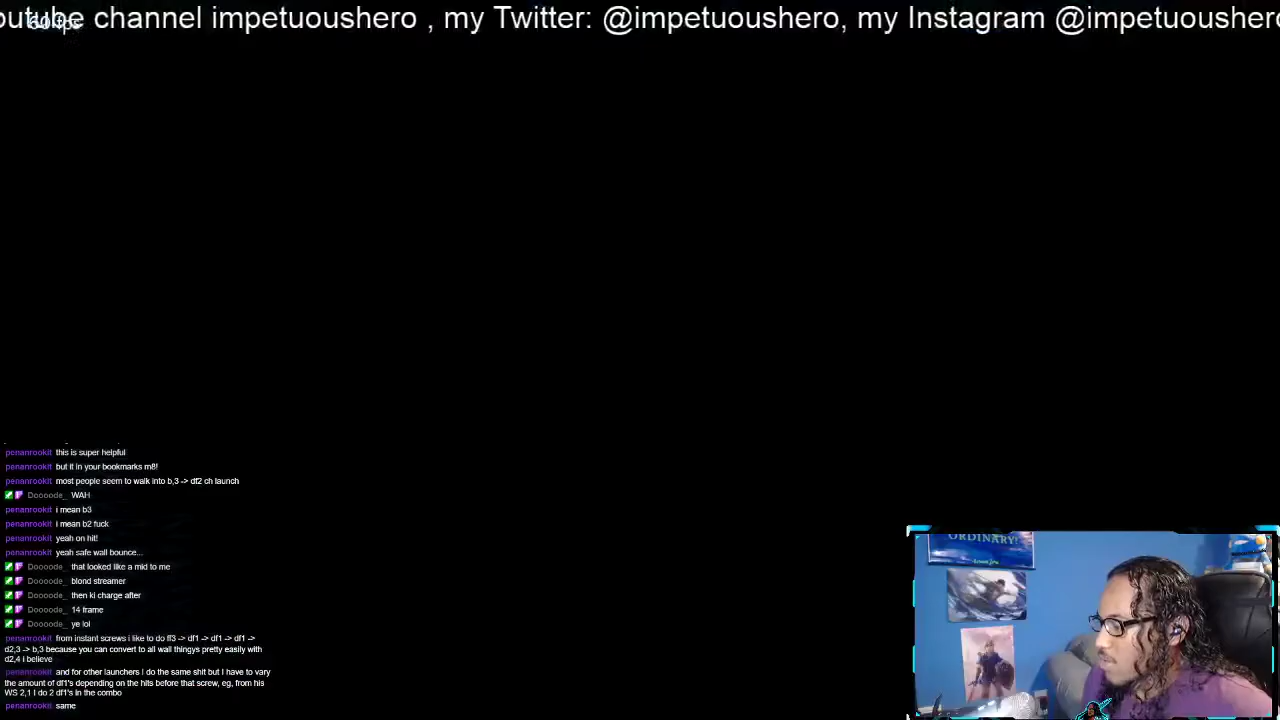 outube channel impetuoushero , my Twitter: @impetuoushero, my Instagram @impetuoushero
60 fps
penanrookit this is super helpful
penanrookit but it in your bookmarks m8!
penanrookit most people seem to walk into b,3 -> df2 ch launch
Doooode_ WAH
penanrookit i mean b3
penanrookit i mean b2 fuck
penanrookit yeah on hit!
penanrookit yeah safe wall bounce...
Doooode_ that looked like a mid to me
Doooode_ blond streamer
Doooode_ then ki charge after
Doooode_ 14 frame
Doooode_ ye lol
penanrookit from instant screws i like to do ff3 -> df1 -> df1 -> df1 ->
d2,3 -> b,3 because you can convert to all wall thingys pretty easily with
d2,4 i believe
penanrookit and for other launchers I do the same shit but I have to vary
the amount of df1's depending on the hits before that screw, eg, from his
WS 2,1 I do 2 df1's in the combo
penanrookit same
ORDINARY!